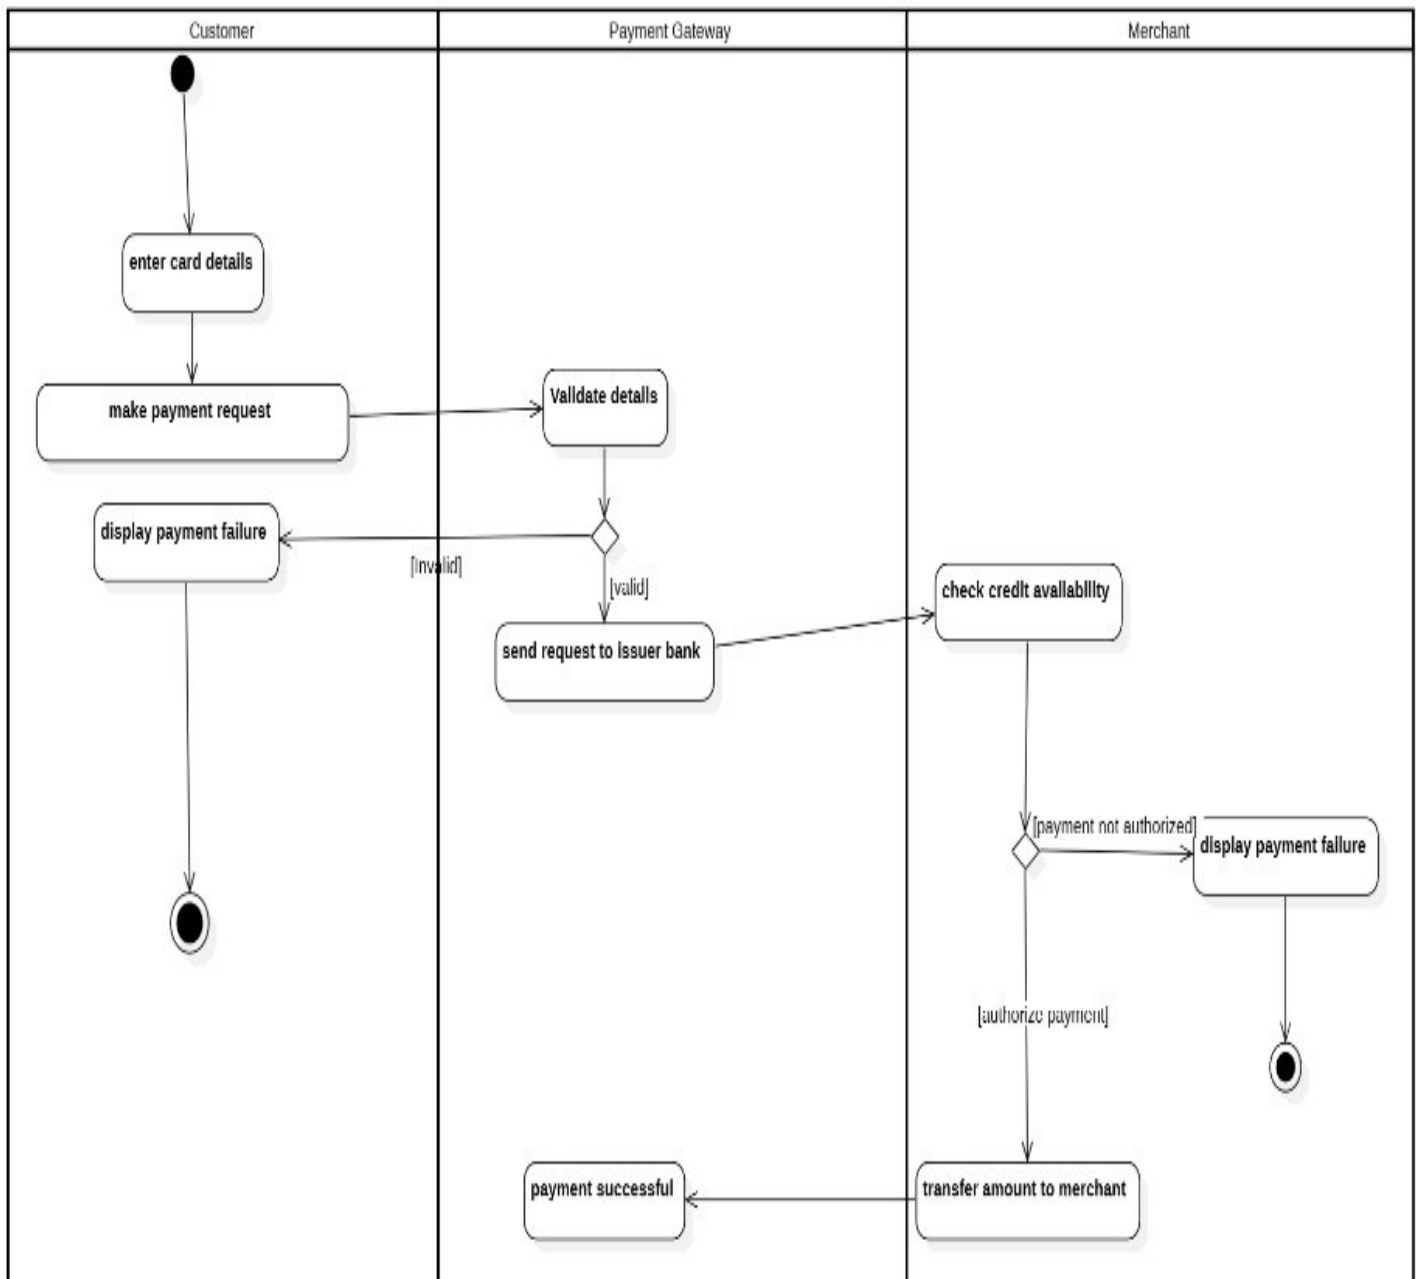 Customer
Payment Gateway
Merchant
enter card details
make payment request
Validate details
display payment failure
[invalid]
[valid]
send request to issuer bank
check credit availability
[payment not authorized]
display payment failure
[authorize payment]
payment successful
transfer amount to merchant